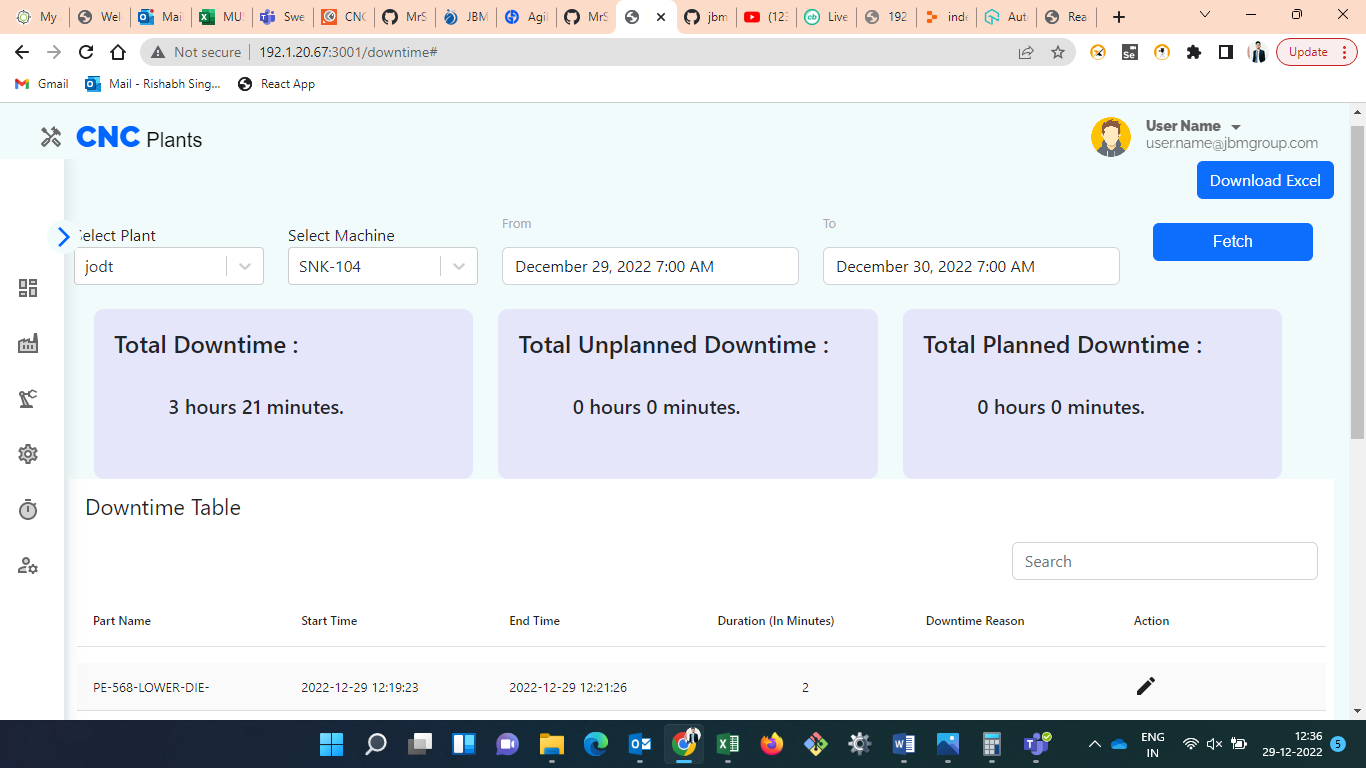 My
Wel
Mai
MU
Swe
CNC
MrS
JBM
Agil
MrS
jbm
(123
Live
192
inde
Aut
Rea
Not secure
192.1.20.67:3001/downtime#
Update
Gmail
Mail - Rishabh Sing...
React App
CNC Plants
User Name
user.name@jbmgroup.com
Download Excel
Select Plant
Select Machine
From
To
Fetch
jodt
SNK-104
December 29, 2022 7:00 AM
December 30, 2022 7:00 AM
Total Downtime :
3 hours 21 minutes.
Total Unplanned Downtime :
0 hours 0 minutes.
Total Planned Downtime :
0 hours 0 minutes.
Downtime Table
Search
Part Name Start Time End Time Duration (In Minutes) Downtime Reason Action
PE-568-LOWER-DIE- 2022-12-29 12:19:23 2022-12-29 12:21:26 2
ENG
IN
12:36
29-12-2022
5